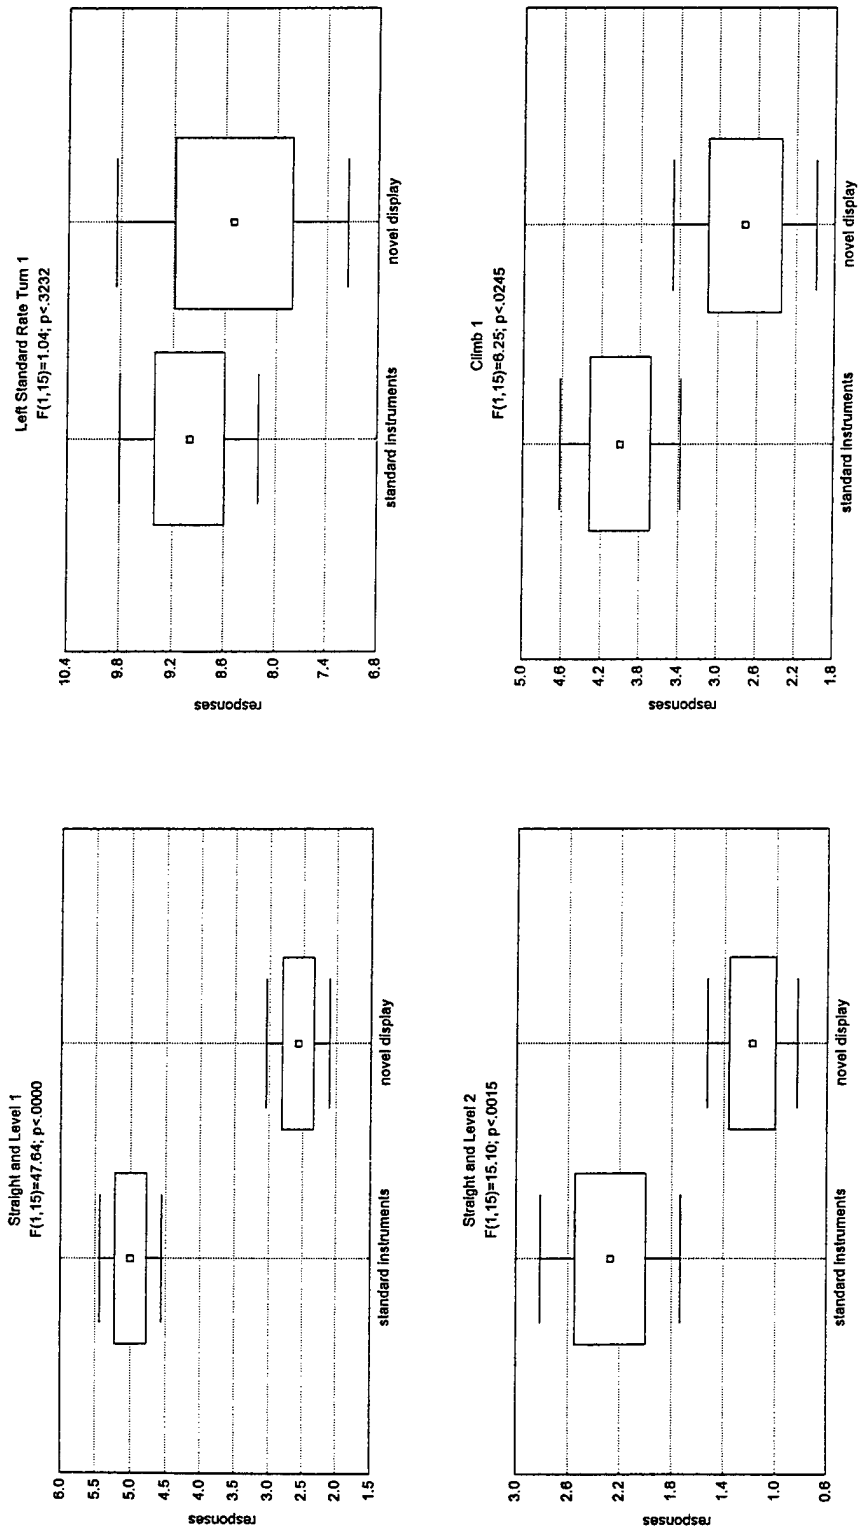 Straight and Level 1
F(1,15)=47.64; p<.0000
responses
6.0
5.5
5.0
4.5
4.0
3.5
3.0
2.5
2.0
1.5
standard instruments
novel display
Left Standard Rate Turn 1
F(1,15)=1.04; p<.3232
responses
10.4
9.8
9.2
8.6
8.0
7.4
6.8
standard instruments
novel display
Straight and Level 2
F(1,15)=15.10; p<.0015
responses
3.0
2.6
2.2
1.8
1.4
1.0
0.6
standard instruments
novel display
Climb 1
F(1,15)=6.25; p<.0245
responses
5.0
4.6
4.2
3.8
3.4
3.0
2.6
2.2
1.8
standard instruments
novel display